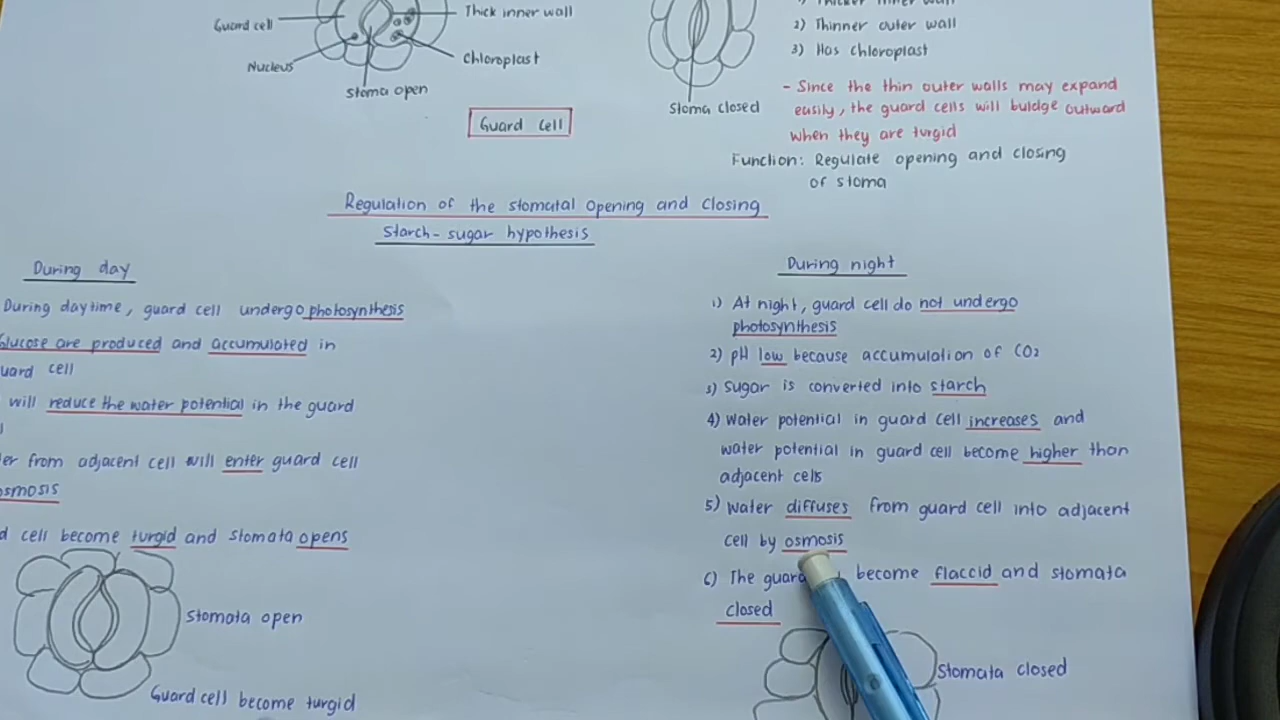 Guard cell
Thick inner wall
Nucleus
Chloroplast
Stoma open
Guard cell
Stoma closed
2) Thinner outer wall
3) Has chloroplast
- Since the thin outer walls may expand
easily, the guard cells will buldge outward
when they are turgid
Function: Regulate opening and closing
of stoma
Regulation of the stomatal opening and closing
Starch-sugar hypothesis
During day
During daytime, guard cell undergo photosynthesis
Glucose are produced and accumulated in
cell
will reduce the water potential in the guard
from adjacent cell will enter guard cell
osmosis
cell become turgid and stomata opens
Stomata open
Guard cell become turgid
During night
1) At night, guard cell do not undergo
photosynthesis
2) pH low because accumulation of CO2
3) Sugar is converted into starch
4) Water potential in guard cell increases and
water potential in guard cell become higher than
adjacent cells
5) Water diffuses from guard cell into adjacent
cell by osmosis
6) The guard become flaccid and stomata
closed
Stomata closed